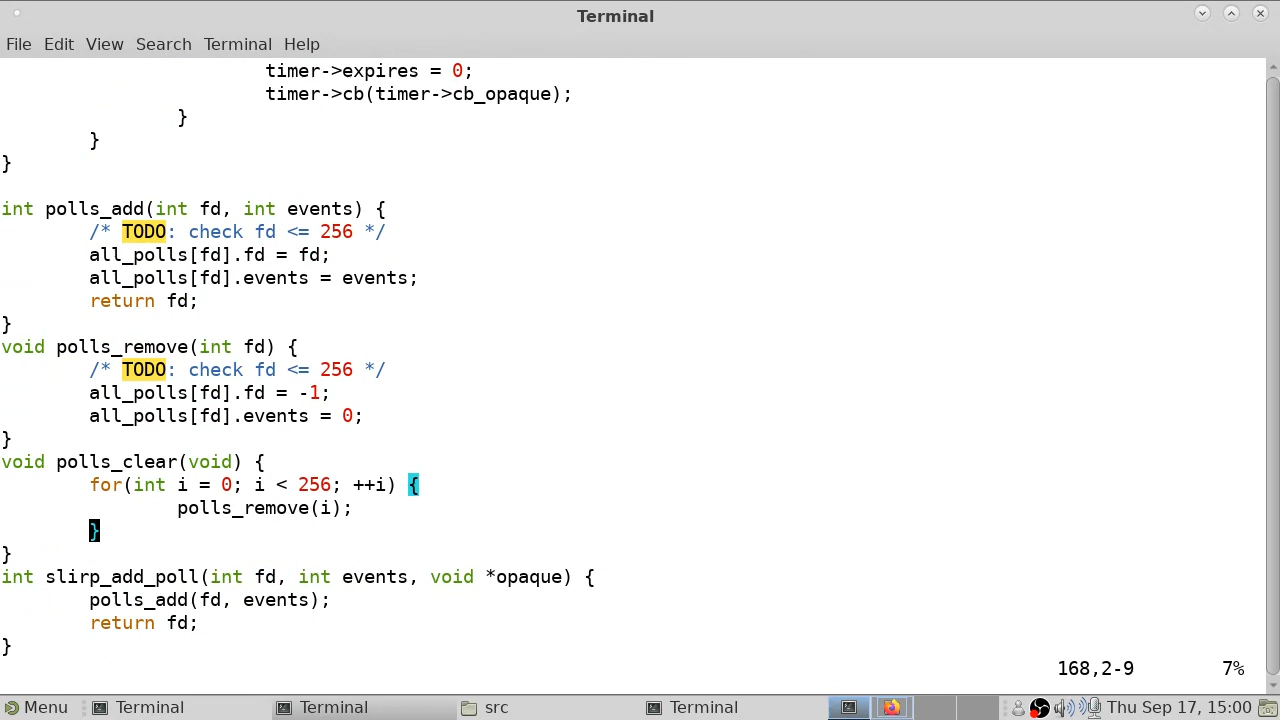 Terminal
File Edit View Search Terminal Help
timer->expires = 0;
timer->cb(timer->cb_opaque);
}
}
}
int polls_add(int fd, int events) {
/* TODO: check fd <= 256 */
all_polls[fd].fd = fd;
all_polls[fd].events = events;
return fd;
}
void polls_remove(int fd) {
/* TODO: check fd <= 256 */
all_polls[fd].fd = -1;
all_polls[fd].events = 0;
}
void polls_clear(void) {
for(int i = 0; i < 256; ++i) {
polls_remove(i);
}
}
int slirp_add_poll(int fd, int events, void *opaque) {
polls_add(fd, events);
return fd;
}
168,2-9 7%
Menu Terminal Terminal src Terminal Thu Sep 17, 15:00